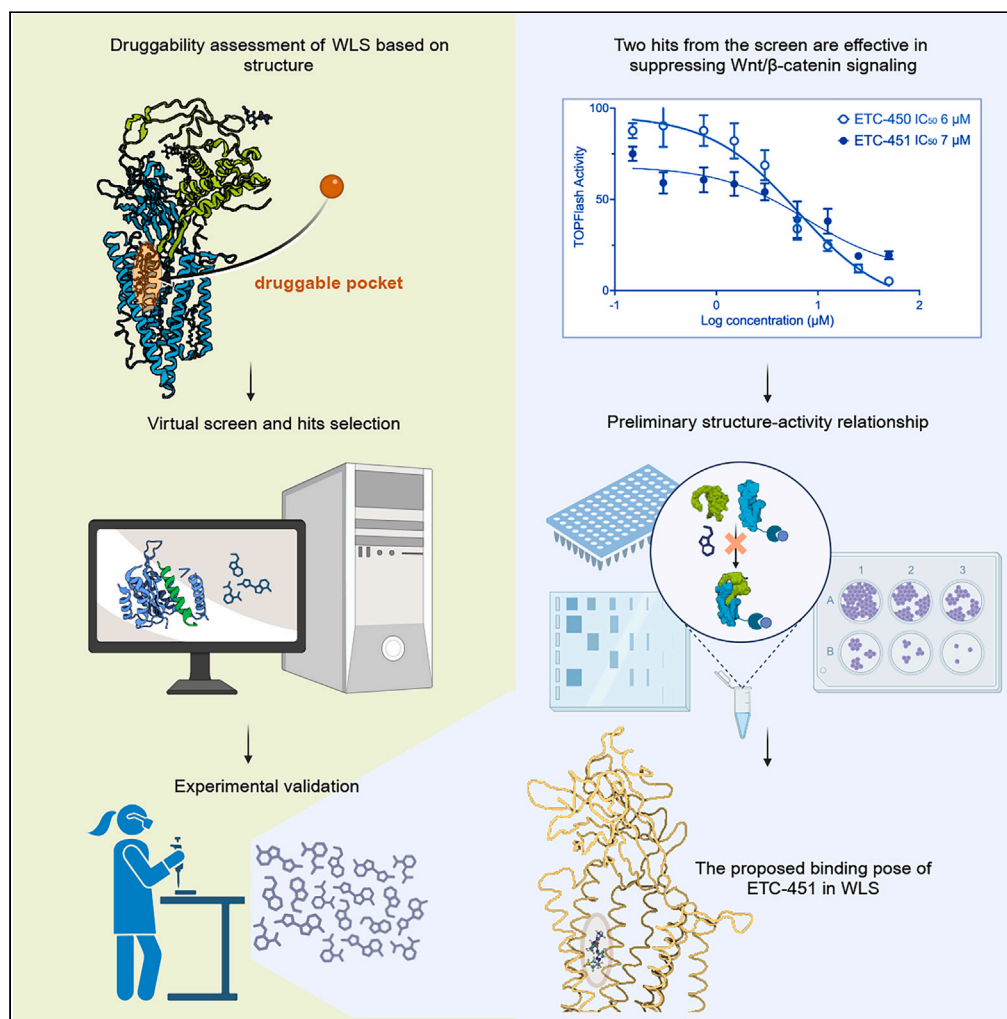 Druggability assessment of WLS based on
structure
druggable pocket
Virtual screen and hits selection
Experimental validation
Two hits from the screen are effective in
suppressing Wnt/β-catenin signaling
100
50
0
TOPFlash Activity
ETC-450 IC₅₀ 6 µM
ETC-451 IC₅₀ 7 µM
-1 0 1 2
Log concentration (µM)
Preliminary structure-activity relationship
1 2 3
A
B
The proposed binding pose of
ETC-451 in WLS